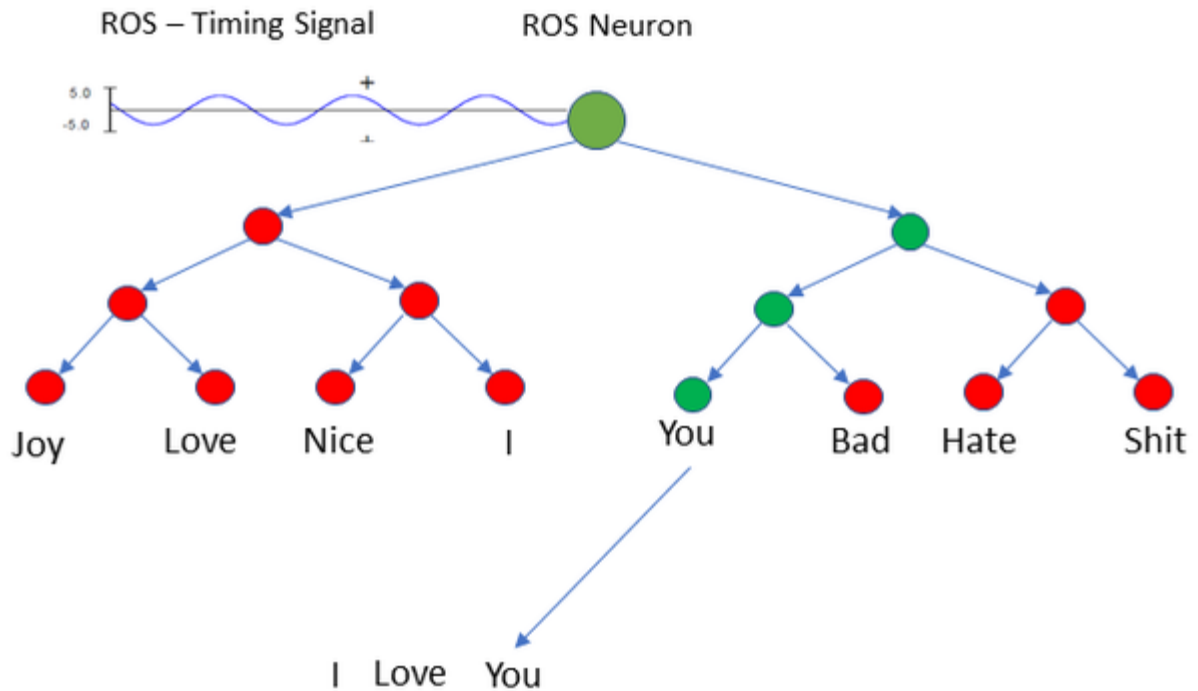 ROS – Timing Signal ROS Neuron
+
5.0
-5.0
+
Joy Love Nice I You Bad Hate Shit
I Love You